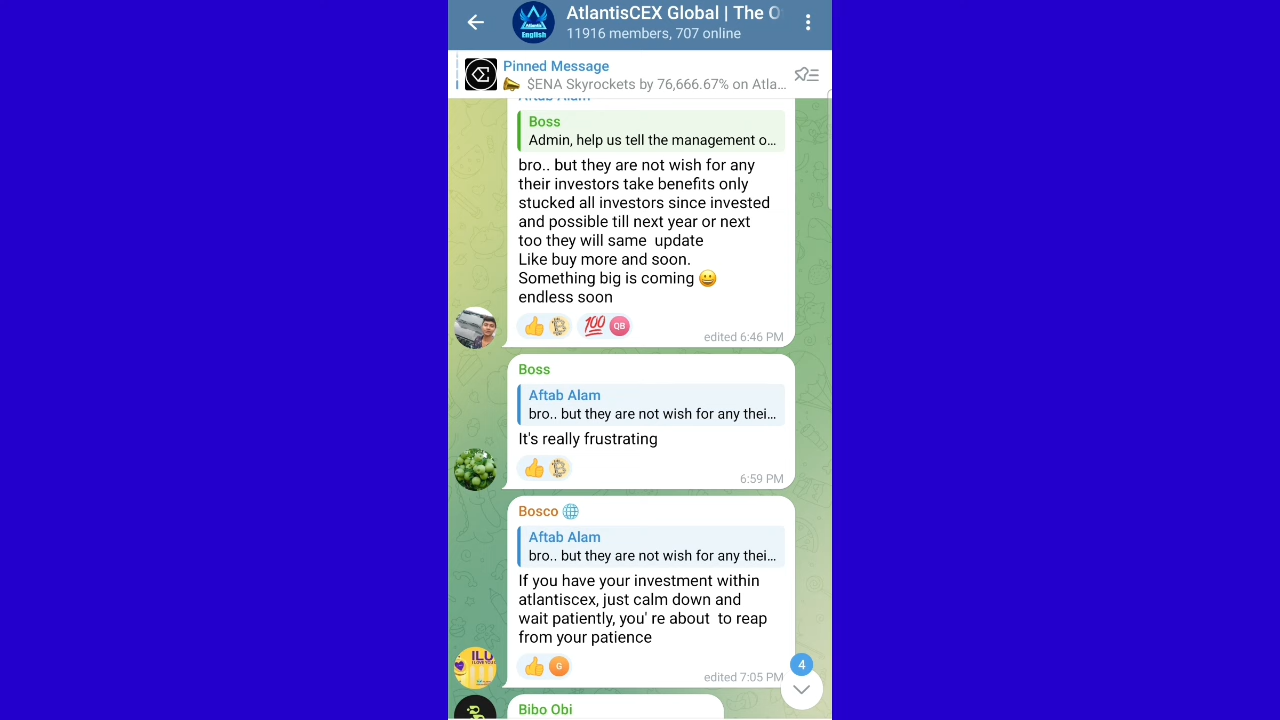 AtlantisCEX Global | The O
Atlantis
English
11916 members, 707 online
Pinned Message
$ENA Skyrockets by 76,666.67% on Atla...
Aftab Alam
Boss
Admin, help us tell the management o...
bro.. but they are not wish for any
their investors take benefits only
stucked all investors since invested
and possible till next year or next
too they will same update
Like buy more and soon.
Something big is coming 😀
endless soon
👍 💯 QB
edited 6:46 PM
Boss
Aftab Alam
bro.. but they are not wish for any thei...
It's really frustrating
👍
6:59 PM
Bosco 🌐
Aftab Alam
bro.. but they are not wish for any thei...
If you have your investment within
atlantiscex, just calm down and
wait patiently, you' re about to reap
from your patience
ILU
👍 G
edited 7:05 PM
4
Bibo Obi